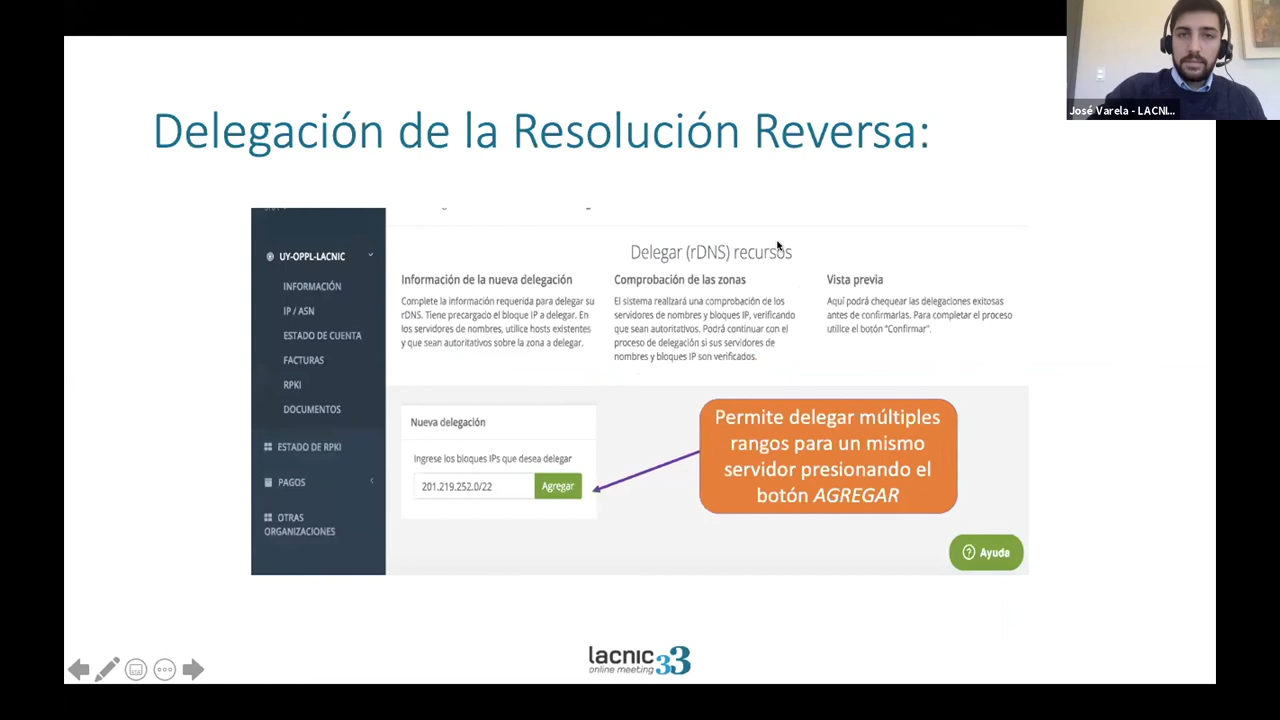 José Varela - LACNI...
Delegación de la Resolución Reversa:
UY-OPPL-LACNIC
INFORMACIÓN
IP / ASN
ESTADO DE CUENTA
FACTURAS
RPKI
DOCUMENTOS
ESTADO DE RPKI
PAGOS
OTRAS
ORGANIZACIONES
Delegar (rDNS) recursos
Información de la nueva delegación
Complete la información requerida para delegar su
rDNS. Tiene precargado el bloque IP a delegar. En
los servidores de nombres, utilice hosts existentes
y que sean autoritativos sobre la zona a delegar.
Comprobación de las zonas
El sistema realizará una comprobación de los
servidores de nombres y bloques IP, verificando
que sean autoritativos. Podrá continuar con el
proceso de delegación si sus servidores de
nombres y bloques IP son verificados.
Vista previa
Aquí podrá chequear las delegaciones exitosas
antes de confirmarlas. Para completar el proceso
utilice el botón "Confirmar".
Nueva delegación
Ingrese los bloques IPs que desea delegar
201.219.252.0/22
Agregar
Permite delegar múltiples
rangos para un mismo
servidor presionando el
botón AGREGAR
Ayuda
lacnic 33
online meeting